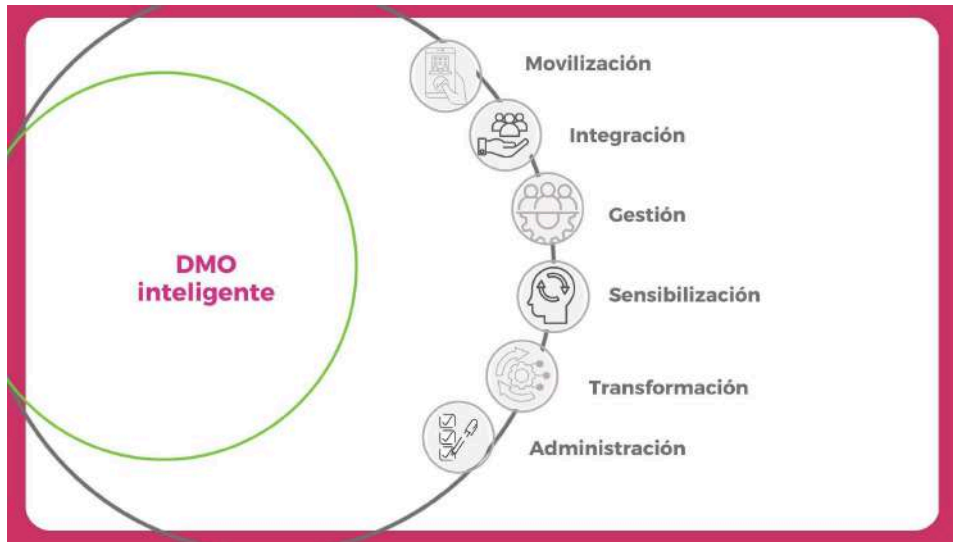 Movilización
Integración
Gestión
DMO
inteligente
Sensibilización
Transformación
Administración